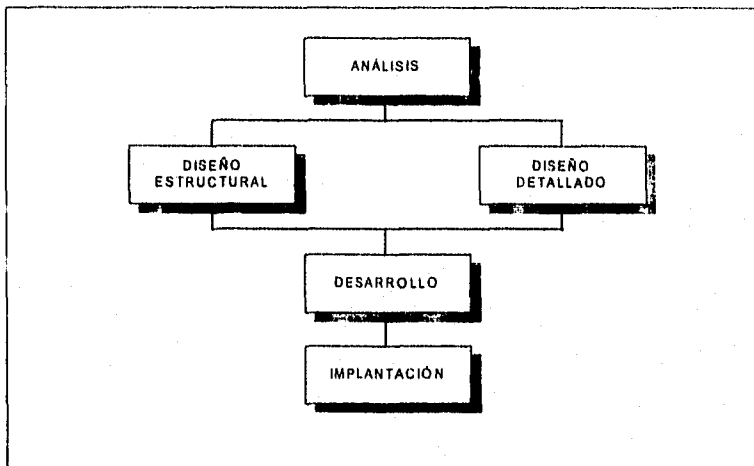 ANÁLISIS
DISEÑO
ESTRUCTURAL
DISEÑO
DETALLADO
DESARROLLO
IMPLANTACIÓN